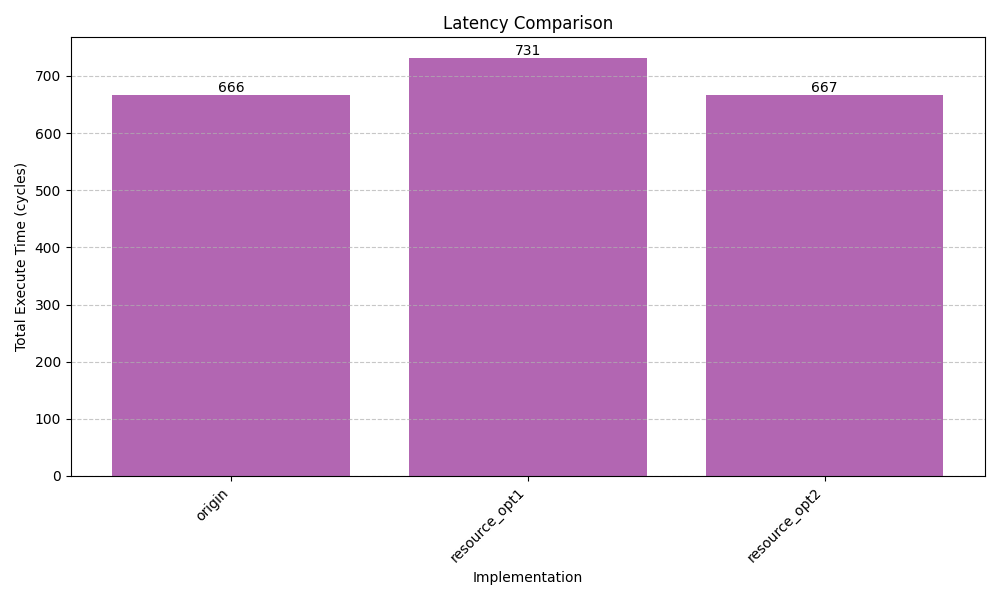 Latency Comparison
Total Execute Time (cycles)
700
600
500
400
300
200
100
0
666
731
667
origin
resource_opt1
resource_opt2
Implementation